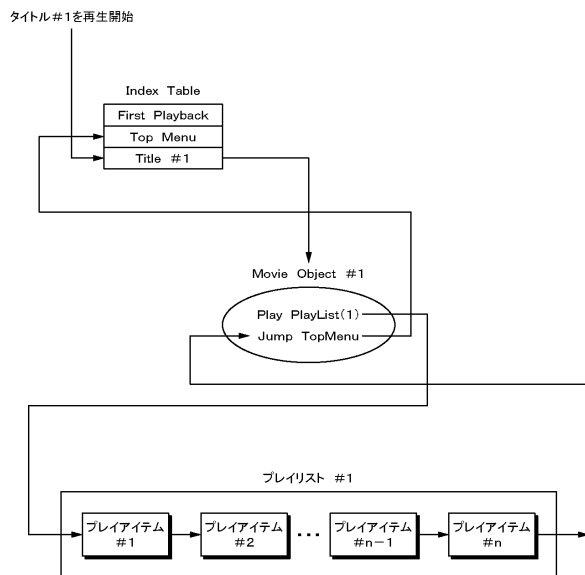 タイトル＃1を再生開始
Index Table
First Playback
Top Menu
Title ＃1
Movie Object ＃1
Play PlayList(1)
Jump TopMenu
プレイリスト ＃1
プレイアイテム
＃1
プレイアイテム
＃2
・・・
プレイアイテム
＃n－1
プレイアイテム
＃n